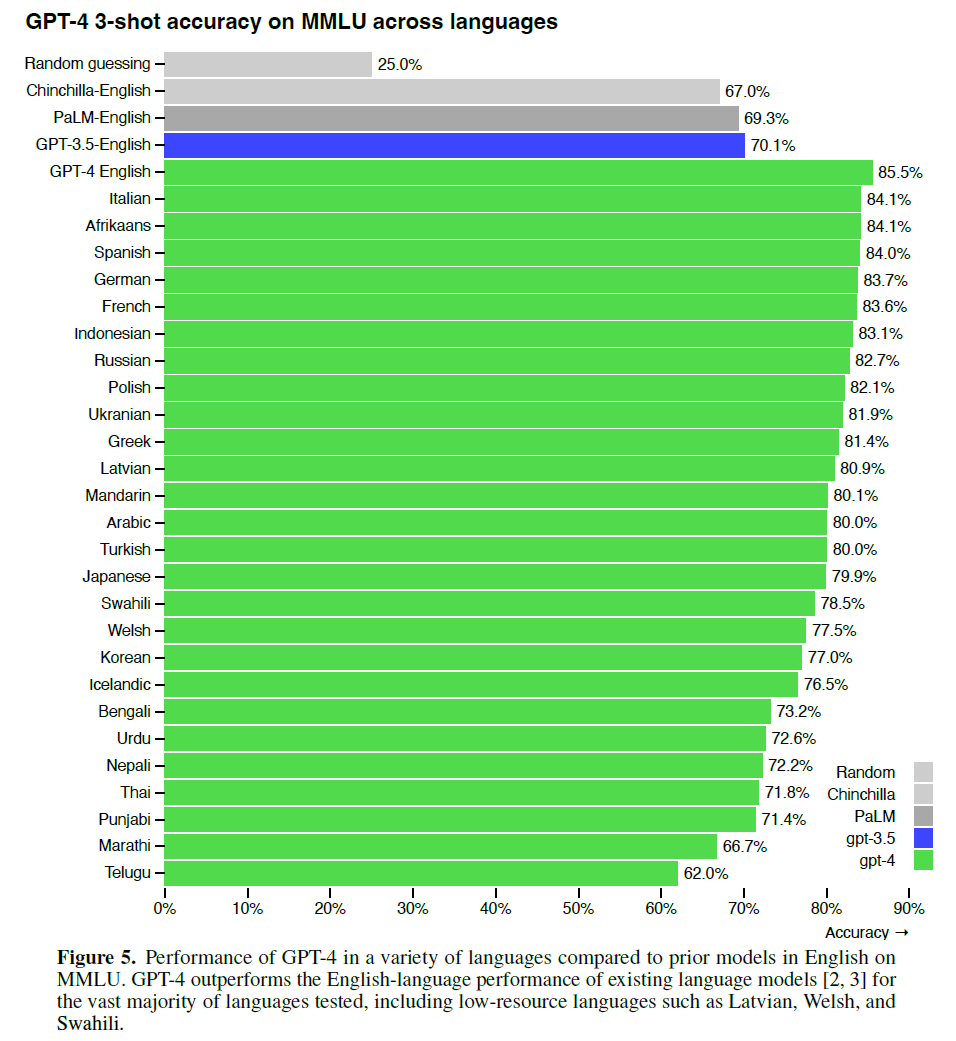 GPT-4 3-shot accuracy on MMLU across languages
Random guessing 25.0%
Chinchilla-English 67.0%
PaLM-English 69.3%
GPT-3.5-English 70.1%
GPT-4 English 85.5%
Italian 84.1%
Afrikaans 84.1%
Spanish 84.0%
German 83.7%
French 83.6%
Indonesian 83.1%
Russian 82.7%
Polish 82.1%
Ukranian 81.9%
Greek 81.4%
Latvian 80.9%
Mandarin 80.1%
Arabic 80.0%
Turkish 80.0%
Japanese 79.9%
Swahili 78.5%
Welsh 77.5%
Korean 77.0%
Icelandic 76.5%
Bengali 73.2%
Urdu 72.6%
Nepali 72.2%
Thai 71.8%
Punjabi 71.4%
Marathi 66.7%
Telugu 62.0%
Random
Chinchilla
PaLM
gpt-3.5
gpt-4
0% 10% 20% 30% 40% 50% 60% 70% 80% 90%
Accuracy →
Figure 5. Performance of GPT-4 in a variety of languages compared to prior models in English on
MMLU. GPT-4 outperforms the English-language performance of existing language models [2, 3] for
the vast majority of languages tested, including low-resource languages such as Latvian, Welsh, and
Swahili.